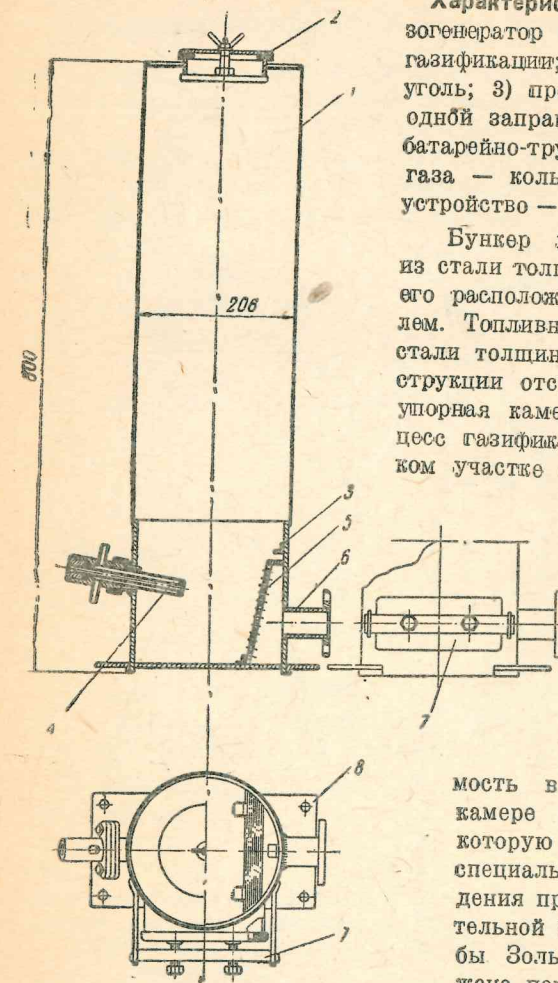 Характери
зогенератор
газификации;
уголь; 3) пр
одной заправ
батарейно-тру
газа — коль
устройство —
Бункер
из стали толщ
его располож
лем. Топливн
стали толщин
струкции отс
упорная каме
цесс газифик
ком участке
2
1
206
800
3
5
6
4
7
8
7
мость в
камере
которую
специаль
дения пр
тельной
бы Золь